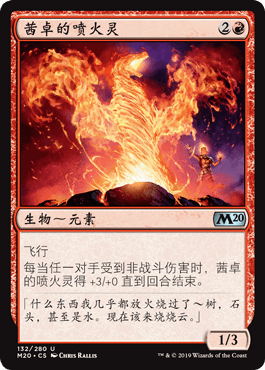 茜卓的喷火灵 2
生物～元素 M20
飞行
每当任一对手受到非战斗伤害时，茜卓
的喷火灵得 +3/+0 直到回合结束。
「什么东西我几乎都放火烧过了～树，石
头，甚至是水。现在该来烧烧云。」
1/3
132/280 U
M20 • CS CHRIS RALLIS
™ & © 2019 Wizards of the Coast